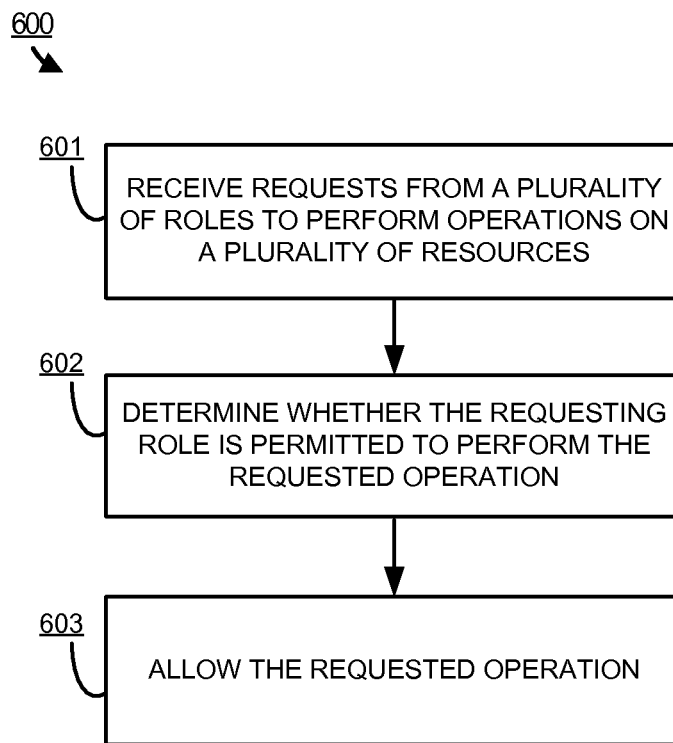 600
601
RECEIVE REQUESTS FROM A PLURALITY
OF ROLES TO PERFORM OPERATIONS ON
A PLURALITY OF RESOURCES
602
DETERMINE WHETHER THE REQUESTING
ROLE IS PERMITTED TO PERFORM THE
REQUESTED OPERATION
603
ALLOW THE REQUESTED OPERATION